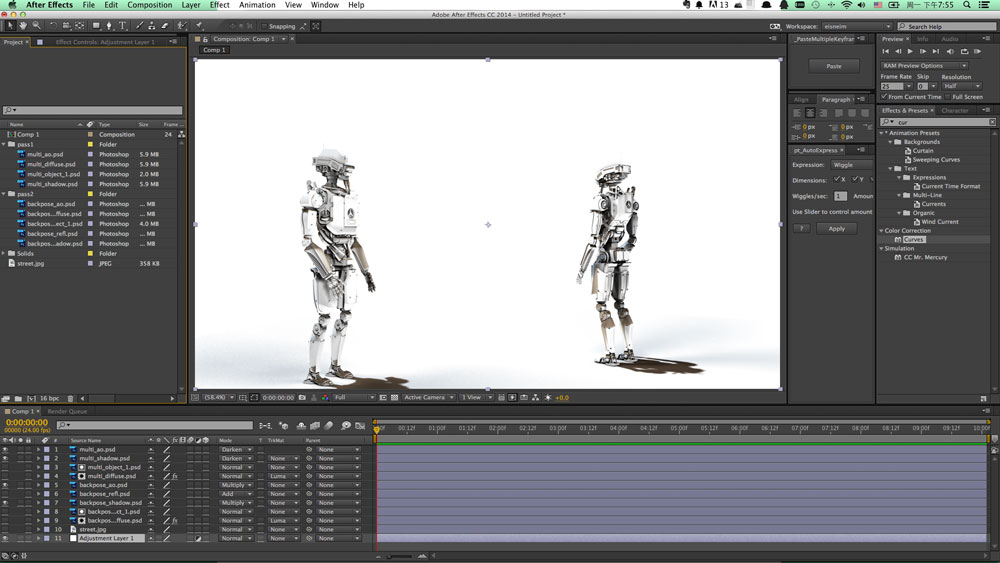 After Effects File Edit Composition Layer Effect Animation View Window Help 13 周一 下午7:55
Adobe After Effects CC 2014 - Untitled Project *
Snapping Workspace: eisneim Search Help
Project Effect Controls: Adjustment Layer 1 Composition: Comp 1 _PasteMultipleKeyfram Preview Info Audio
Comp 1
Paste
RAM Preview Options
Frame Rate Skip Resolution
25 0 Half
From Current Time Full Screen
Align Paragraph
Effects & Presets Character
cur
Name Type Size Frame ...
Comp 1 Composition 24
pass1 Folder
multi_ao.psd Photoshop 5.9 MB
multi_diffuse.psd Photoshop 5.9 MB
multi_object_1.psd Photoshop 2.0 MB
multi_shadow.psd Photoshop 5.9 MB
pass2 Folder
backpose_ao.psd Photoshop ... MB
backpos...ffuse.psd Photoshop ... MB
backpos...ect_1.psd Photoshop 4.0 MB
backpose_refl.psd Photoshop ... MB
backpos...adow.psd Photoshop ... MB
Solids Folder
street.jpg JPEG 358 KB
16 bpc
0 px 0 px
0 px 0 px
0 px
pt_AutoExpress
Expression: Wiggle
Dimensions: X Y
Wiggles/sec: 1 Amoun
Use Slider to control amount
? Apply
* Animation Presets
Backgrounds
Curtain
Sweeping Curves
Text
Expressions
Current Time Format
Multi-Line
Currents
Organic
Wind Current
Color Correction
Curves
Simulation
CC Mr. Mercury
(58.4%) 0:00:00:00 Full Active Camera 1 View +0.0
Comp 1 Render Queue
0:00:00:00
00000 (24.00 fps)
00:12f 01:00f 01:12f 02:00f 02:12f 03:00f 03:12f 04:00f 04:12f 05:00f 05:12f 06:00f 06:12f 07:00f 07:12f 08:00f 08:12f 09:00f 09:12f 10:00
# Source Name Mode T TrkMat Parent
1 multi_ao.psd Darken None
2 multi_shadow.psd Darken None None
3 multi_object_1.psd Normal None None
4 multi_diffuse.psd Normal Luma None
5 backpose_ao.psd Multiply None None
6 backpose_refl.psd Add None None
7 backpose_shadow.psd Multiply None None
8 backpos...ct_1.psd Normal None None
9 backpos...ffuse.psd Normal Luma None
10 street.jpg Normal None None
11 Adjustment Layer 1 Normal None None